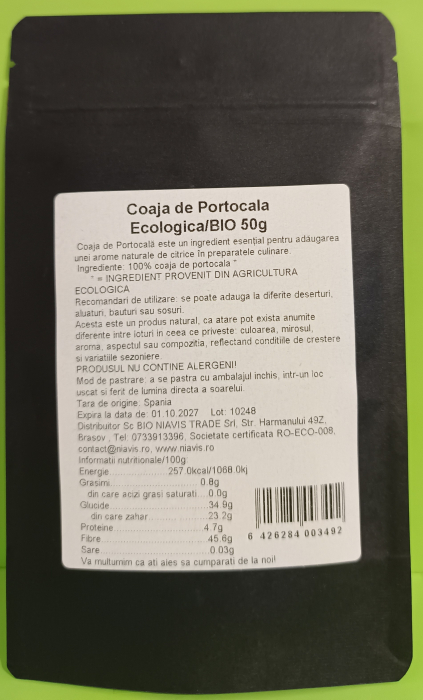 Coaja de Portocala
Ecologica/BIO 50g
Coaja de Portocală este un ingredient esențial pentru adăugarea
unei arome naturale de citrice în preparatele culinare.
Ingrediente: 100% coaja de portocala *
* = INGREDIENT PROVENIT DIN AGRICULTURA
ECOLOGICA
Recomandari de utilizare: se poate adauga la diferite deserturi,
aluaturi, bauturi sau sosuri.
Acesta este un produs natural, ca atare pot exista anumite
diferente intre loturi in ceea ce priveste: culoarea, mirosul,
aroma, aspectul sau compozitia, reflectand conditiile de crestere
si variatiile sezoniere.
PRODUSUL NU CONTINE ALERGENI!
Mod de pastrare: a se pastra cu ambalajul inchis, intr-un loc
uscat si ferit de lumina directa a soarelui.
Tara de origine: Spania
Expira la data de: 01.10.2027 Lot: 10248
Distribuitor Sc BIO NIAVIS TRADE Srl, Str. Harmanului 49Z,
Brasov, Tel: 0733913396, Societate certificata RO-ECO-008,
contact@niavis.ro, www.niavis.ro
Informatii nutritionale/100g
Energie 257.0kcal/1068.0kj
Grasimi 0.8g
din care acizi grasi saturati 0.0g
Glucide 34.9g
din care zahar 23.2g
Proteine 4.7g
Fibre 45.6g
Sare 0.03g
6 426284 003492
Va multumim ca ati ales sa cumparati de la noi!